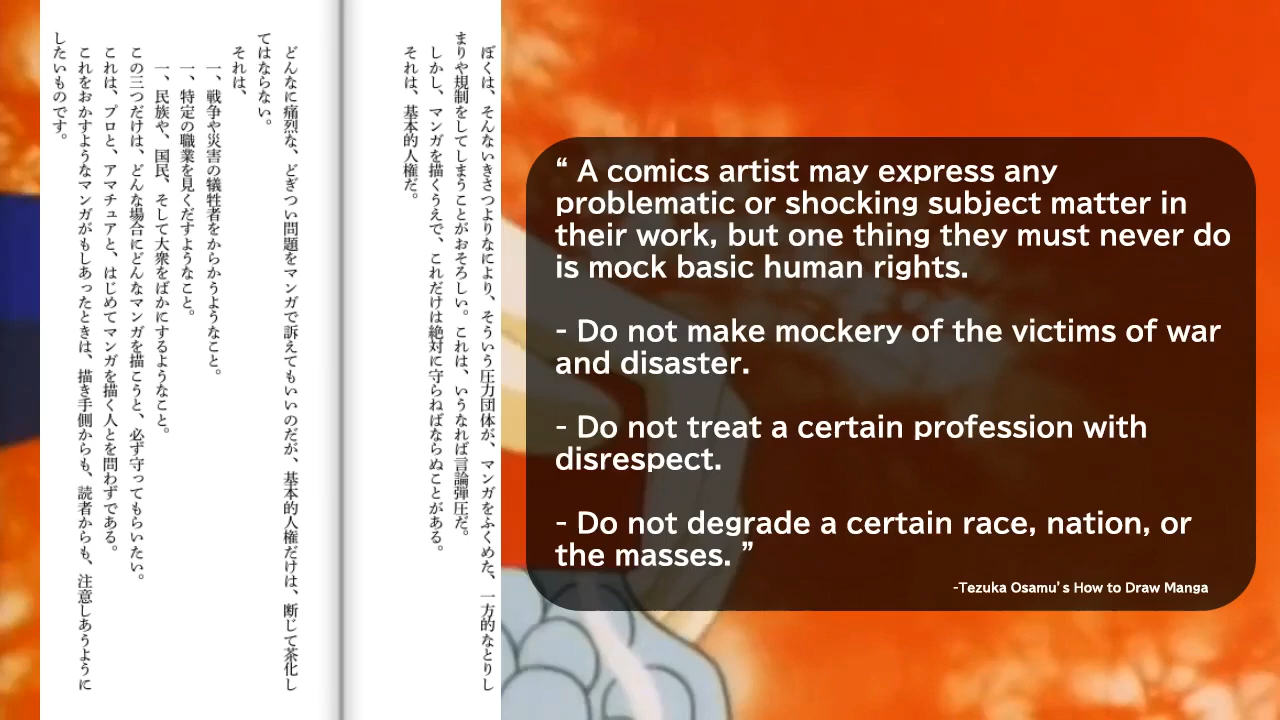 ぼくは、そんないきさつよりなにより、そういう圧力団体が、マンガをふくめた、一方的なとりし
まりや規制をしてしまうことがおそろしい。これは、いうなれば言論弾圧だ。
しかし、マンガを描くうえで、これだけは絶対に守らねばならぬことがある。
それは、基本的人権だ。
どんなに痛烈な、どぎつい問題をマンガで訴えてもいいのだが、基本的人権だけは、断じて茶化し
てはならない。
それは、
一、戦争や災害の犠牲者をからかうようなこと。
一、特定の職業を見くだすようなこと。
一、民族や、国民、そして大衆をばかにするようなこと。
この三つだけは、どんな場合にどんなマンガを描こうと、必ず守ってもらいたい。
これは、プロと、アマチュアと、はじめてマンガを描く人とを問わずである。
これをおかすようなマンガがもしあったときは、描き手側からも、読者からも、注意しあうように
したいものです。
“ A comics artist may express any
problematic or shocking subject matter in
their work, but one thing they must never do
is mock basic human rights.
- Do not make mockery of the victims of war
and disaster.
- Do not treat a certain profession with
disrespect.
- Do not degrade a certain race, nation, or
the masses. ”
-Tezuka Osamu’s How to Draw Manga